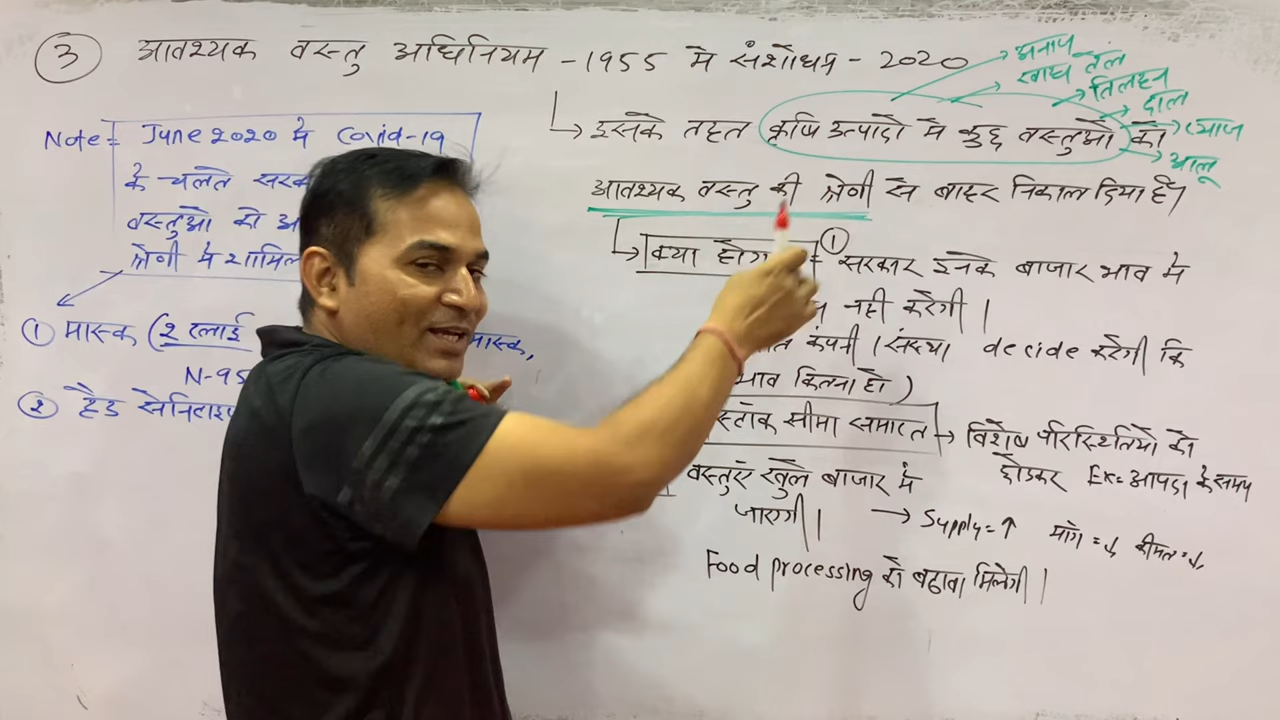 ③ आवश्यक वस्तु अधिनियम - 1955 मे संशोधन - 2020
अनाज
खाद्य तेल
तिलहन
दाल
प्याज
आलू
इसके तहत कृषि उत्पादो मे कुछ वस्तुओ को
आवश्यक वस्तु की श्रेणी से बाहर निकाल दिया है।
क्या होगा = ① सरकार इनके बाजार भाव मे
नही करेगी।
कंपनी / संस्था decide करेगी कि
भाव कितना हो)
स्टॉक सीमा समाप्त → विशेष परिस्थितियो को
छोडकर Ex= आपदा के समय
वस्तुएं खुले बाजार में
जाएगी। → Supply=↑ मांग=↓ कीमत=↓
Food processing को बढावा मिलेगी।
Note= June 2020 मे Covid-19
के चलते
वस्तुओ को
श्रेणी मे शामिल
① मास्क (2 प्लाई मास्क,
N-95
② हैंड सेनिटाइ